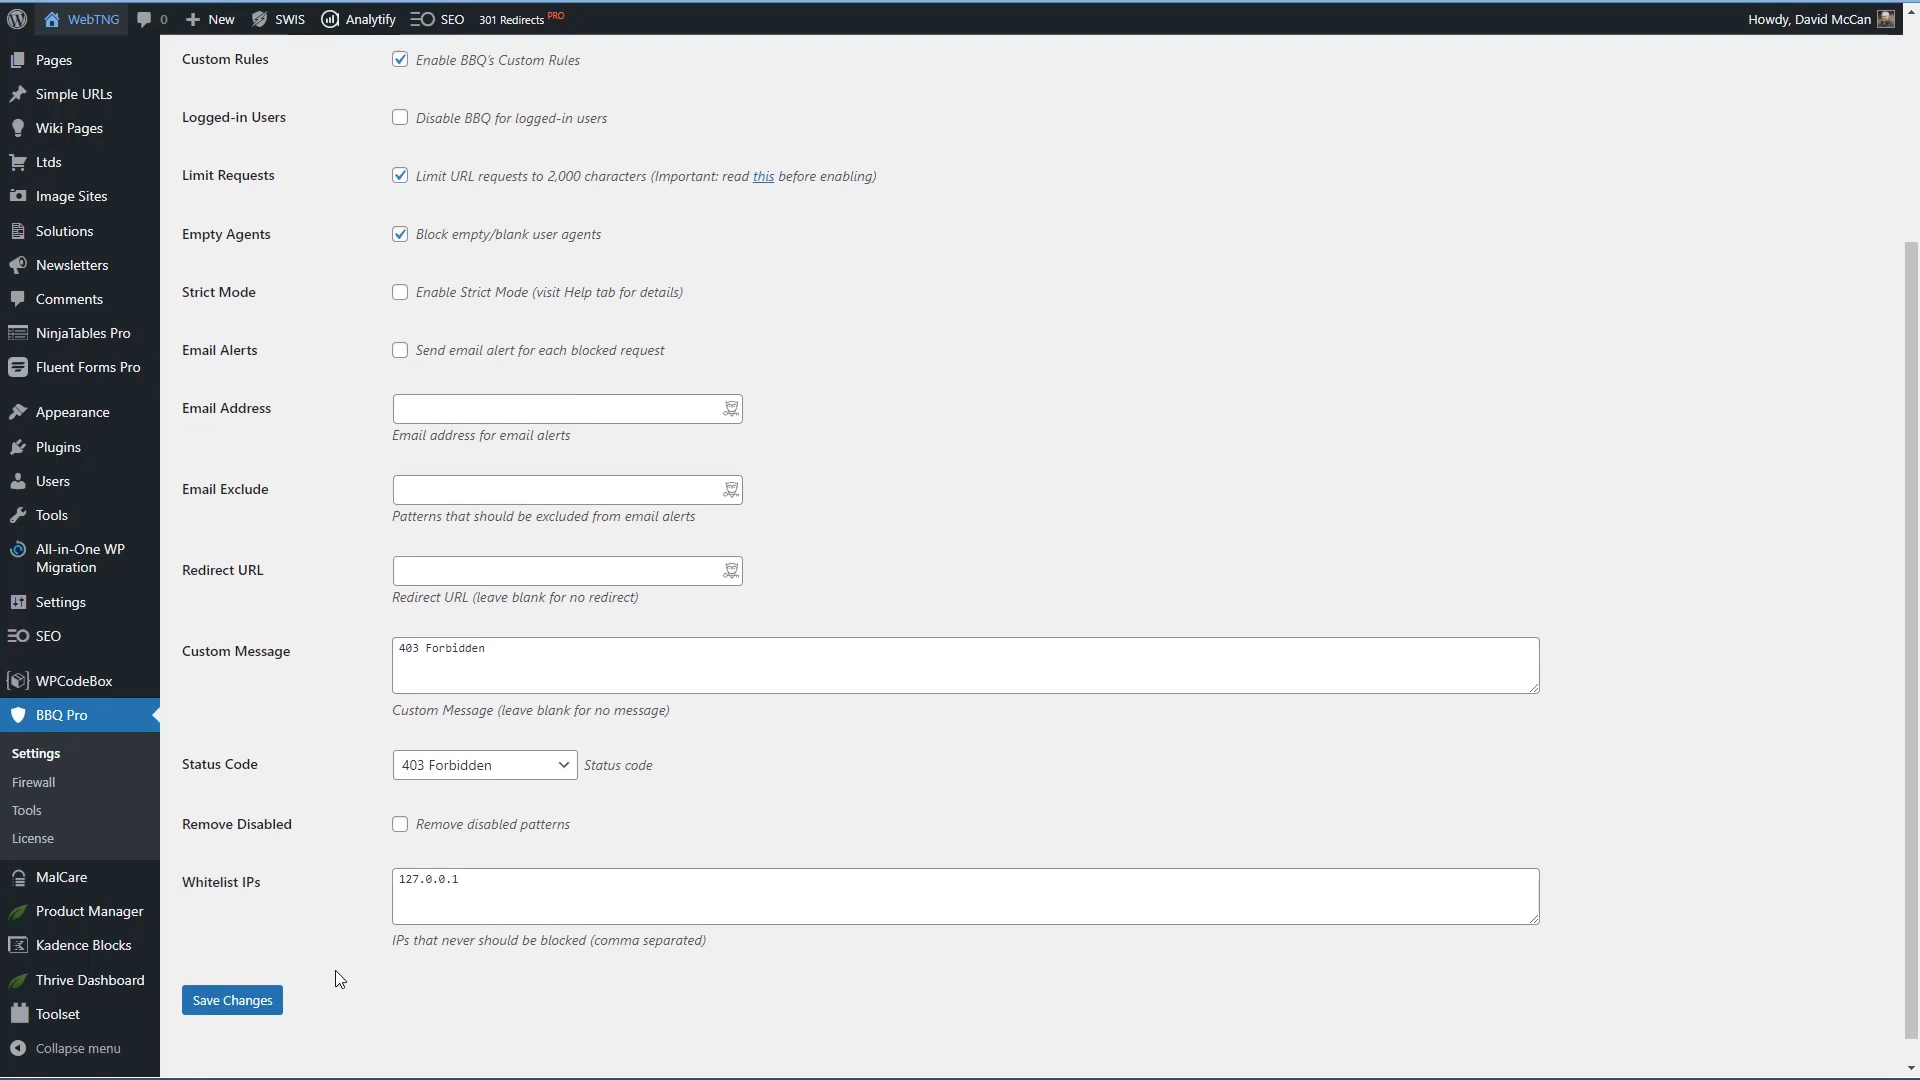 WebTNG
0
New
SWIS
Analytify
SEO
301 Redirects PRO
Howdy, David McCan
Pages
Simple URLs
Wiki Pages
Ltds
Image Sites
Solutions
Newsletters
Comments
NinjaTables Pro
Fluent Forms Pro
Appearance
Plugins
Users
Tools
All-in-One WP
Migration
Settings
SEO
WPCodeBox
BBQ Pro
Settings
Firewall
Tools
License
MalCare
Product Manager
Kadence Blocks
Thrive Dashboard
Toolset
Collapse menu
Custom Rules
Enable BBQ's Custom Rules
Logged-in Users
Disable BBQ for logged-in users
Limit Requests
Limit URL requests to 2,000 characters (Important: read this before enabling)
Empty Agents
Block empty/blank user agents
Strict Mode
Enable Strict Mode (visit Help tab for details)
Email Alerts
Send email alert for each blocked request
Email Address
Email address for email alerts
Email Exclude
Patterns that should be excluded from email alerts
Redirect URL
Redirect URL (leave blank for no redirect)
Custom Message
403 Forbidden
Custom Message (leave blank for no message)
Status Code
403 Forbidden
Status code
Remove Disabled
Remove disabled patterns
Whitelist IPs
127.0.0.1
IPs that never should be blocked (comma separated)
Save Changes